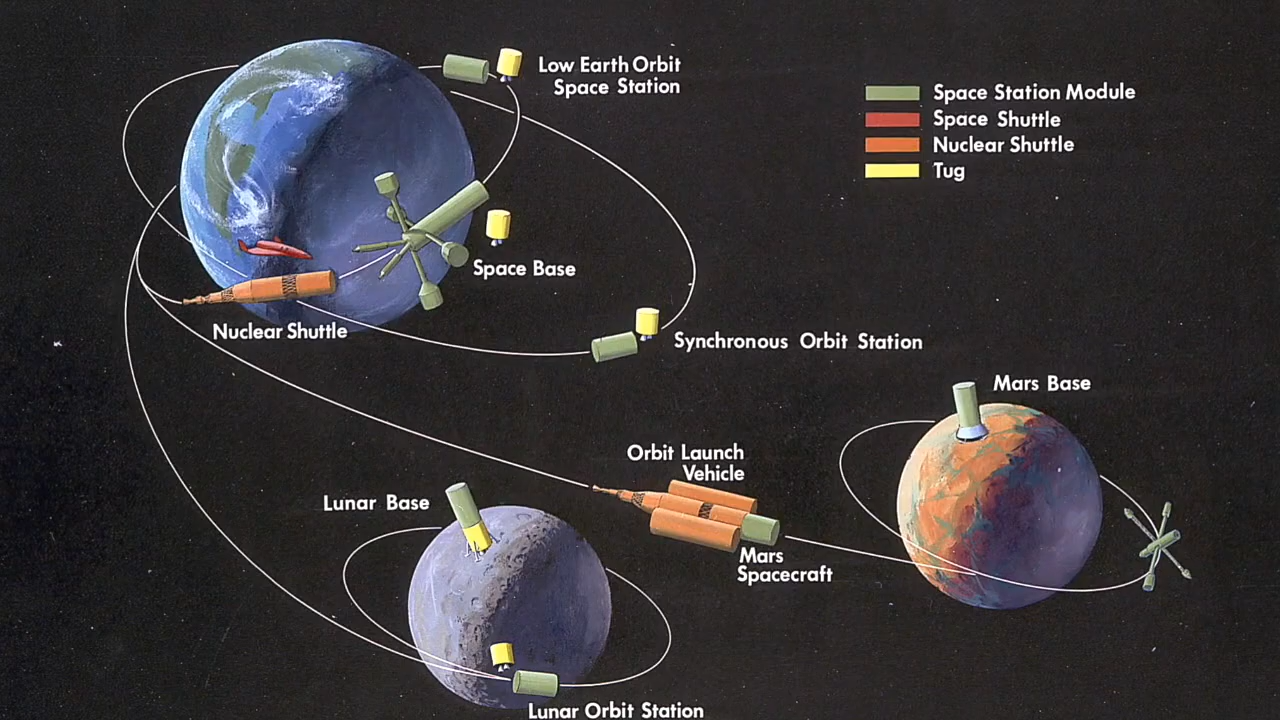 Low Earth Orbit
Space Station
Space Station Module
Space Shuttle
Nuclear Shuttle
Tug
Space Base
Nuclear Shuttle
Synchronous Orbit Station
Mars Base
Orbit Launch
Vehicle
Lunar Base
Mars
Spacecraft
Lunar Orbit Station